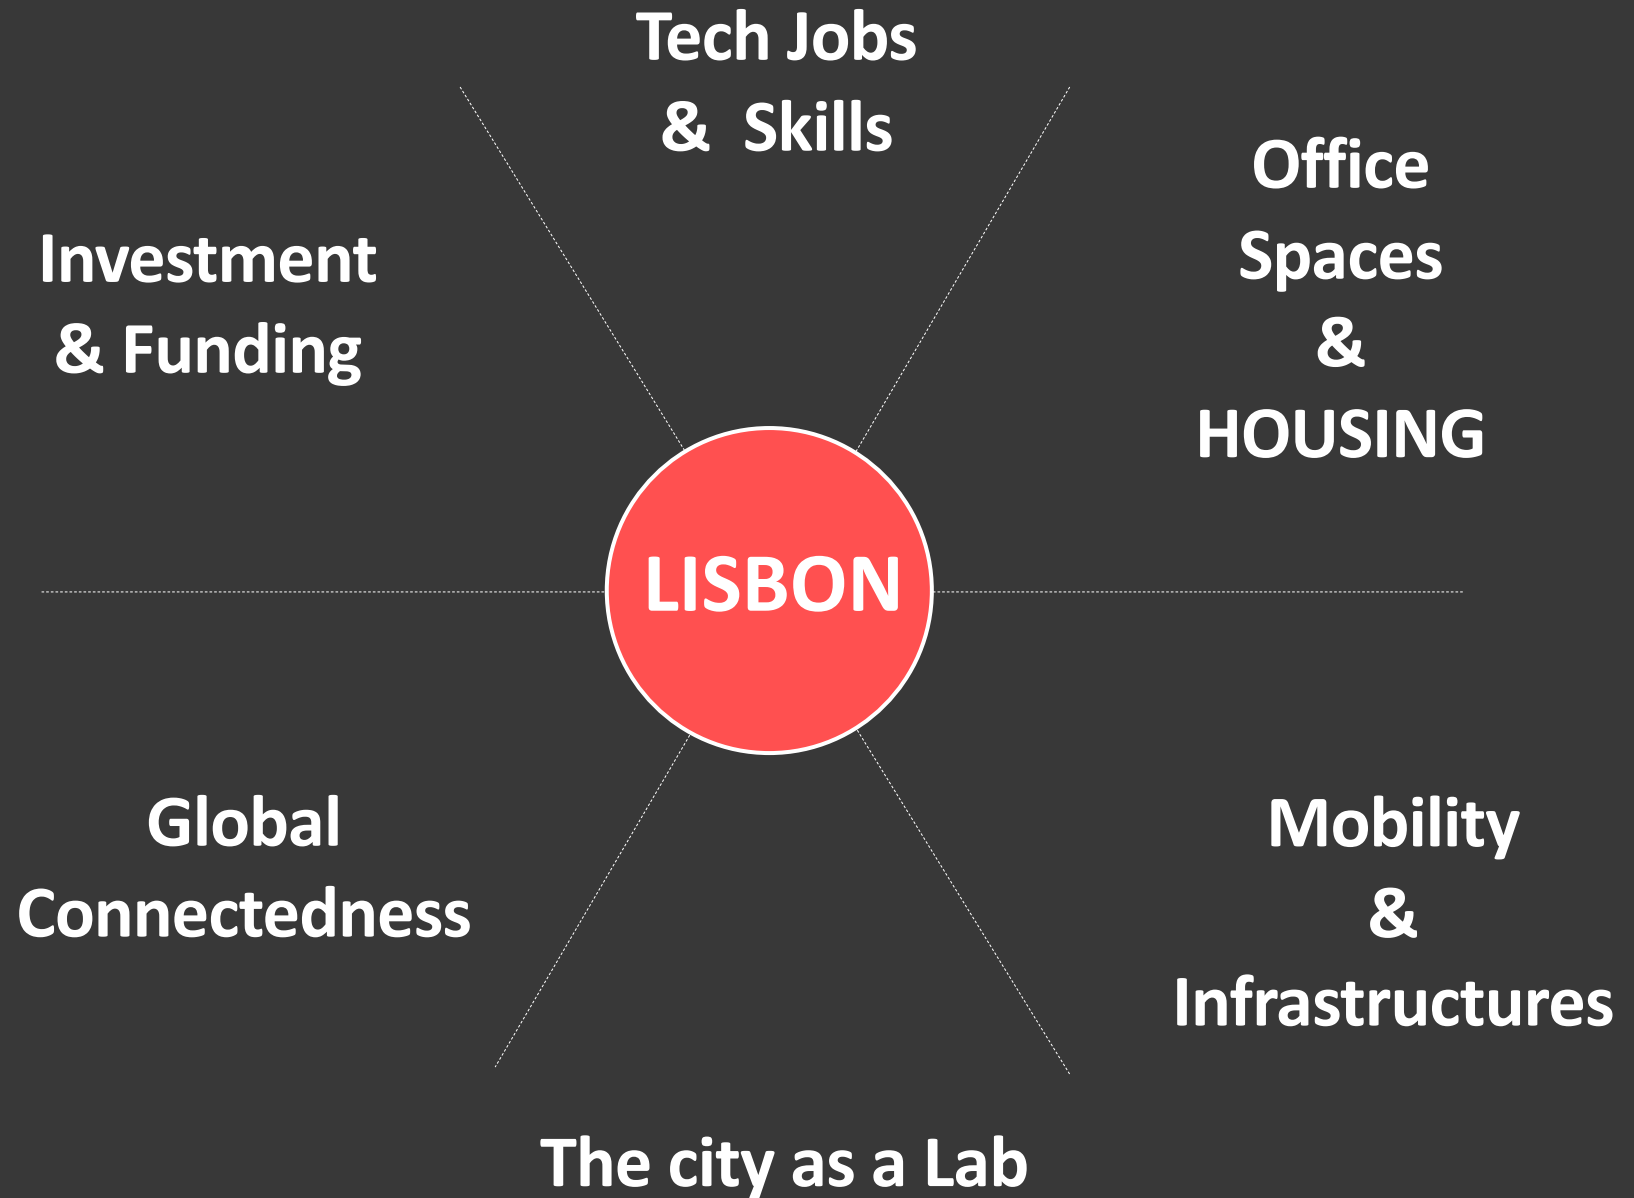 Tech Jobs
& Skills
Office
Spaces
&
HOUSING
Investment
& Funding
LISBON
Global
Connectedness
Mobility
&
Infrastructures
The city as a Lab